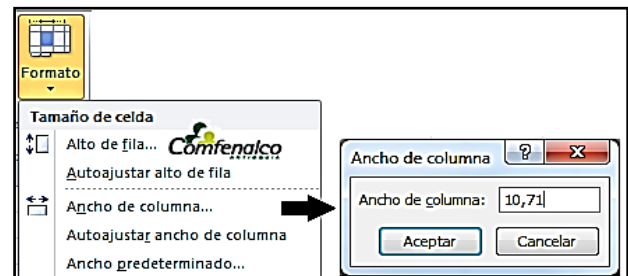 Formato
Tamaño de celda
Alto de fila...
Comfenalco
ANTIOQUIA
Autoajustar alto de fila
Ancho de columna...
Autoajustar ancho de columna
Ancho predeterminado...
Ancho de columna
?
X
Ancho de columna: 10,71
Aceptar Cancelar